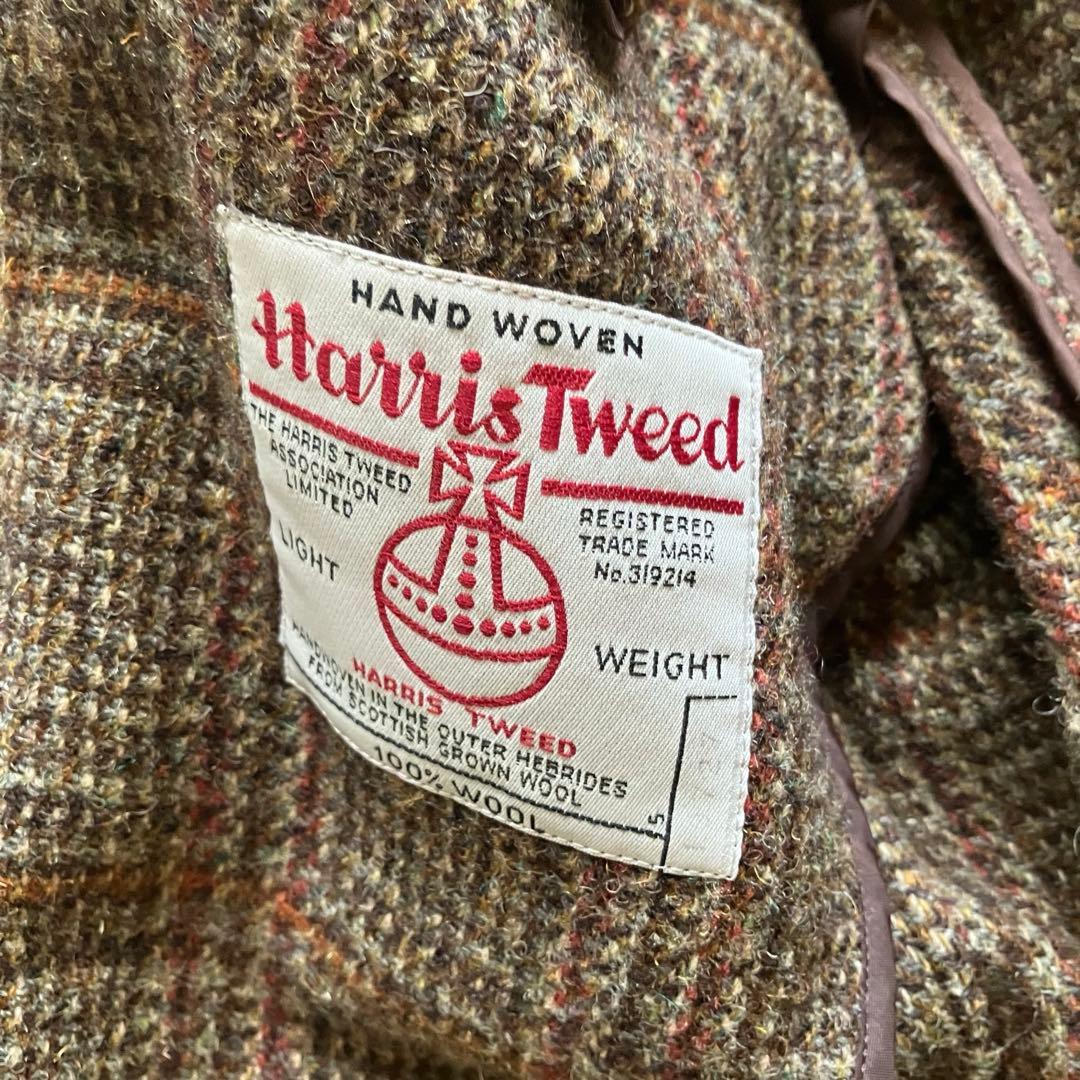 HAND WOVEN
Harris Tweed
THE HARRIS TWEED
ASSOCIATION
LIMITED
REGISTERED
TRADE MARK
No.319214
LIGHT
WEIGHT
HARRIS TWEED
HANDWOVEN IN THE OUTER HEBRIDES
FROM SCOTTISH GROWN WOOL
100% WOOL
5